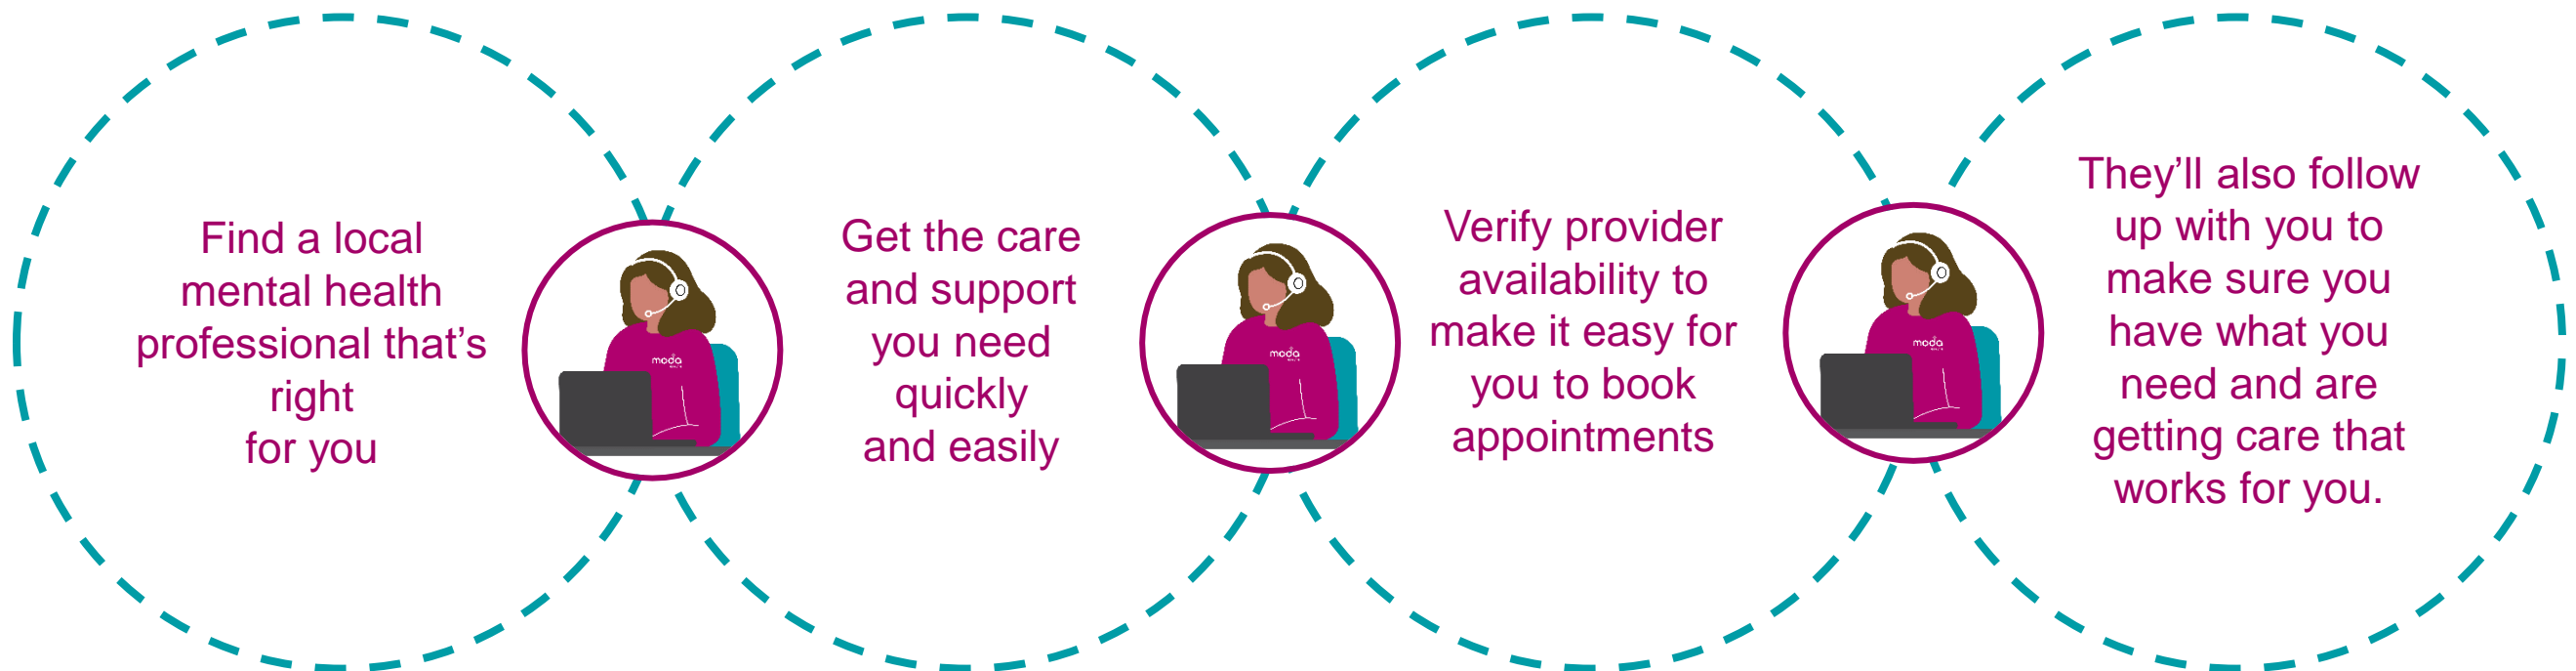 Find a local
mental health
professional that's
right
for you
moda
Get the care
and support
you need
quickly
and easily
moda
Verify provider
availability to
make it easy for
you to book
appointments
moda
They'll also follow
up with you to
make sure you
have what you
need and are
getting care that
works for you.